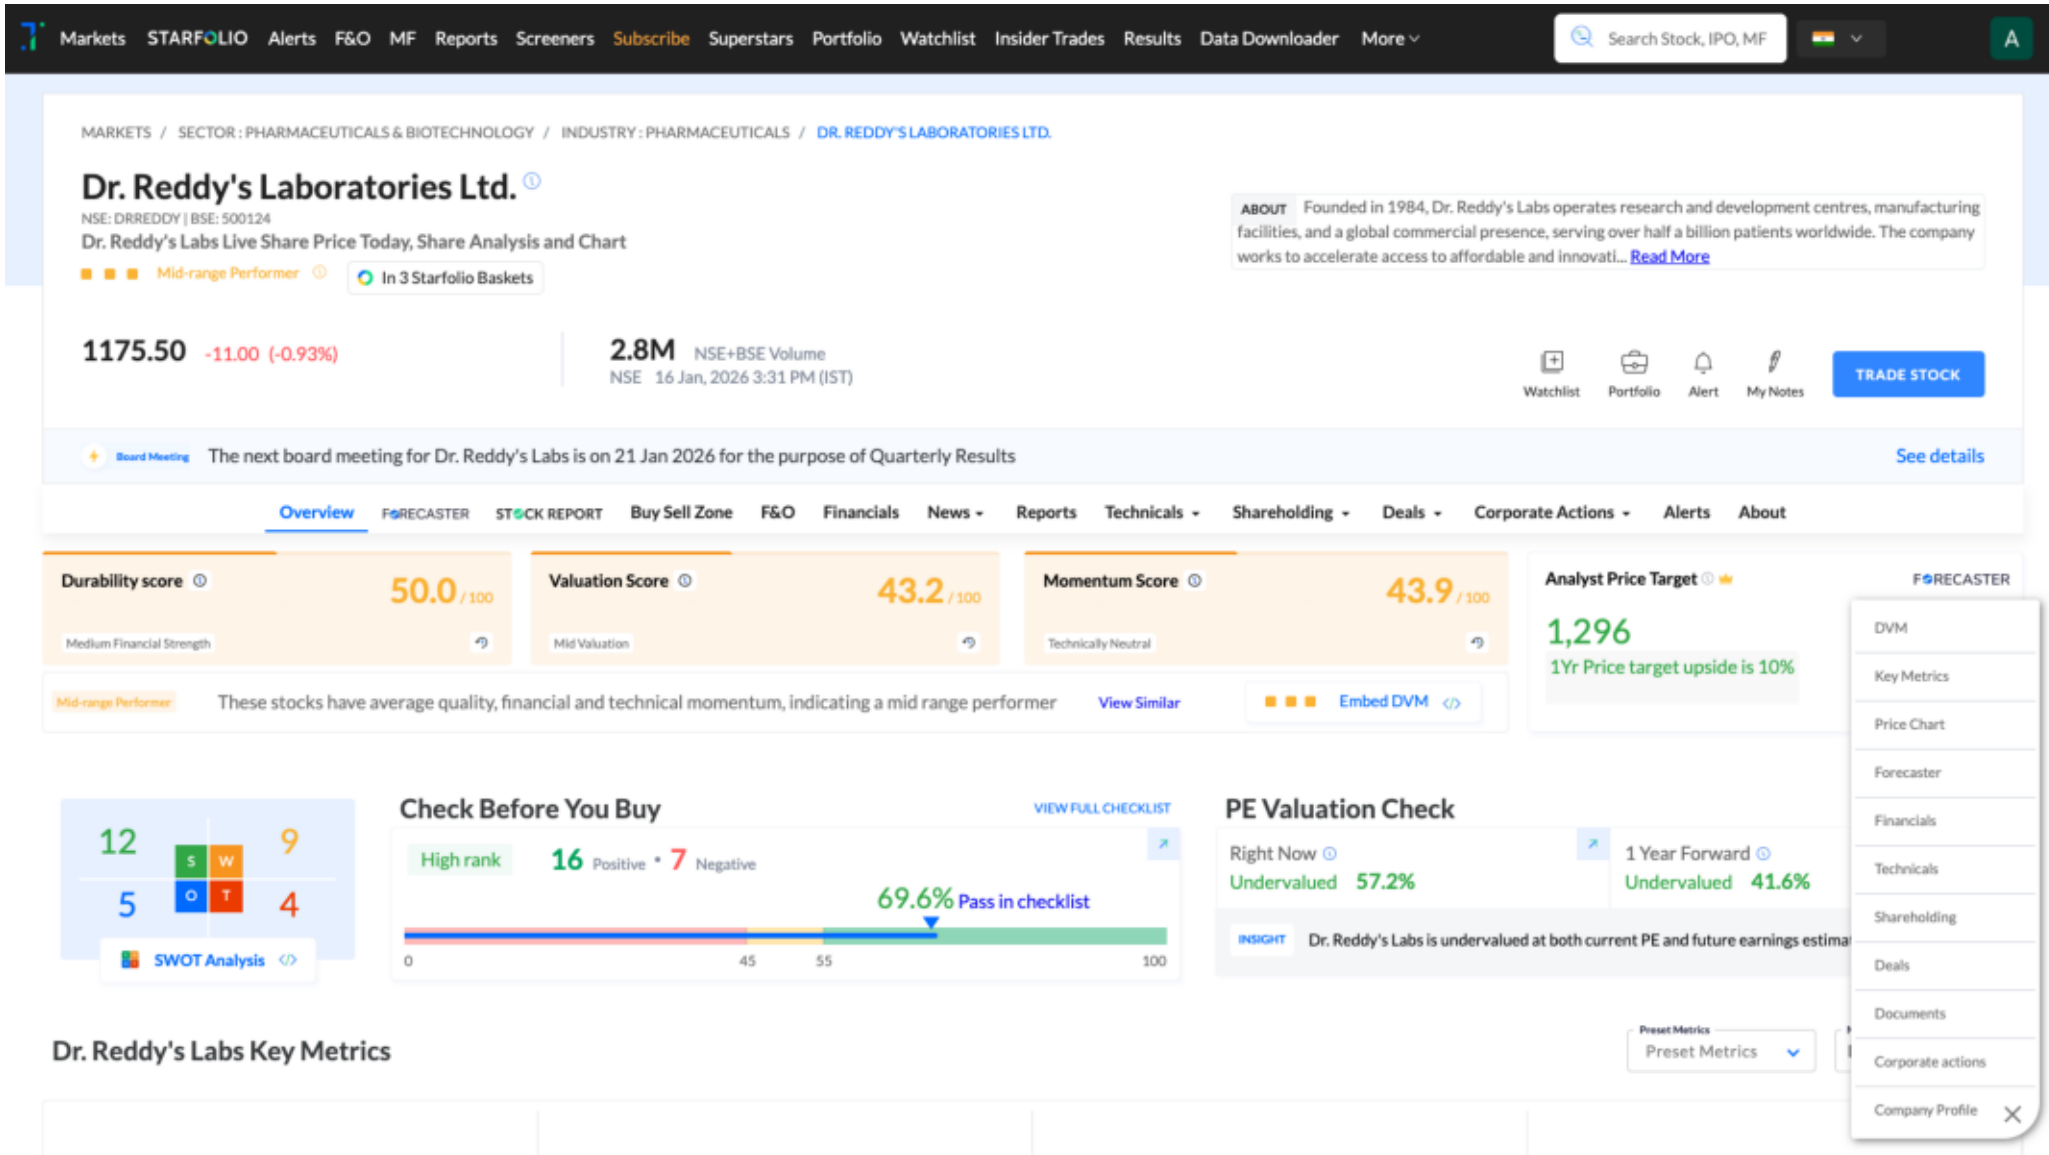 Markets STARFOLIO Alerts F&O MF Reports Screeners Subscribe Superstars Portfolio Watchlist Insider Trades Results Data Downloader More Search Stock, IPO, MF A
MARKETS / SECTOR : PHARMACEUTICALS & BIOTECHNOLOGY / INDUSTRY : PHARMACEUTICALS / DR. REDDY'S LABORATORIES LTD.
Dr. Reddy's Laboratories Ltd.
NSE: DRREDDY | BSE: 500124
Dr. Reddy's Labs Live Share Price Today, Share Analysis and Chart
Mid-range Performer In 3 Starfolio Baskets
ABOUT Founded in 1984, Dr. Reddy's Labs operates research and development centres, manufacturing
facilities, and a global commercial presence, serving over half a billion patients worldwide. The company
works to accelerate access to affordable and innovati... Read More
1175.50 -11.00 (-0.93%)
2.8M NSE+BSE Volume
NSE 16 Jan, 2026 3:31 PM (IST)
Watchlist Portfolio Alert My Notes TRADE STOCK
Board Meeting The next board meeting for Dr. Reddy's Labs is on 21 Jan 2026 for the purpose of Quarterly Results See details
Overview FORECASTER STOCK REPORT Buy Sell Zone F&O Financials News Reports Technicals Shareholding Deals Corporate Actions Alerts About
Durability score 50.0 / 100
Medium Financial Strength
Valuation Score 43.2 / 100
Mid Valuation
Momentum Score 43.9 / 100
Technically Neutral
Analyst Price Target FORECASTER
1,296
1Yr Price target upside is 10%
Mid-range Performer These stocks have average quality, financial and technical momentum, indicating a mid range performer View Similar Embed DVM </>
12 9
S W
O T
5 4
SWOT Analysis </>
Check Before You Buy VIEW FULL CHECKLIST
High rank 16 Positive • 7 Negative
69.6% Pass in checklist
0 45 55 100
PE Valuation Check
Right Now
Undervalued 57.2%
1 Year Forward
Undervalued 41.6%
INSIGHT Dr. Reddy's Labs is undervalued at both current PE and future earnings estima
DVM
Key Metrics
Price Chart
Forecaster
Financials
Technicals
Shareholding
Deals
Documents
Corporate actions
Company Profile
Dr. Reddy's Labs Key Metrics
Preset Metrics
Preset Metrics